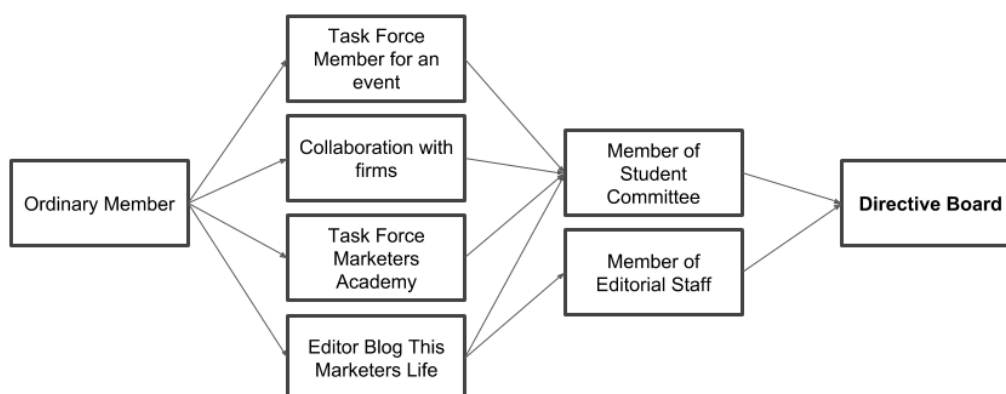 Ordinary Member
Task Force
Member for an
event
Collaboration with
firms
Task Force
Marketers
Academy
Editor Blog This
Marketers Life
Member of
Student
Committee
Member of
Editorial Staff
Directive Board